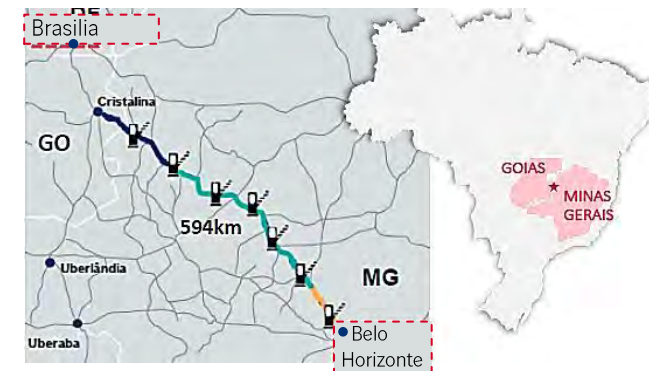 Brasilia
Cristalina
GO
594km
Uberlândia
MG
Uberaba
Belo
Horizonte
GOIAS
MINAS
GERAIS